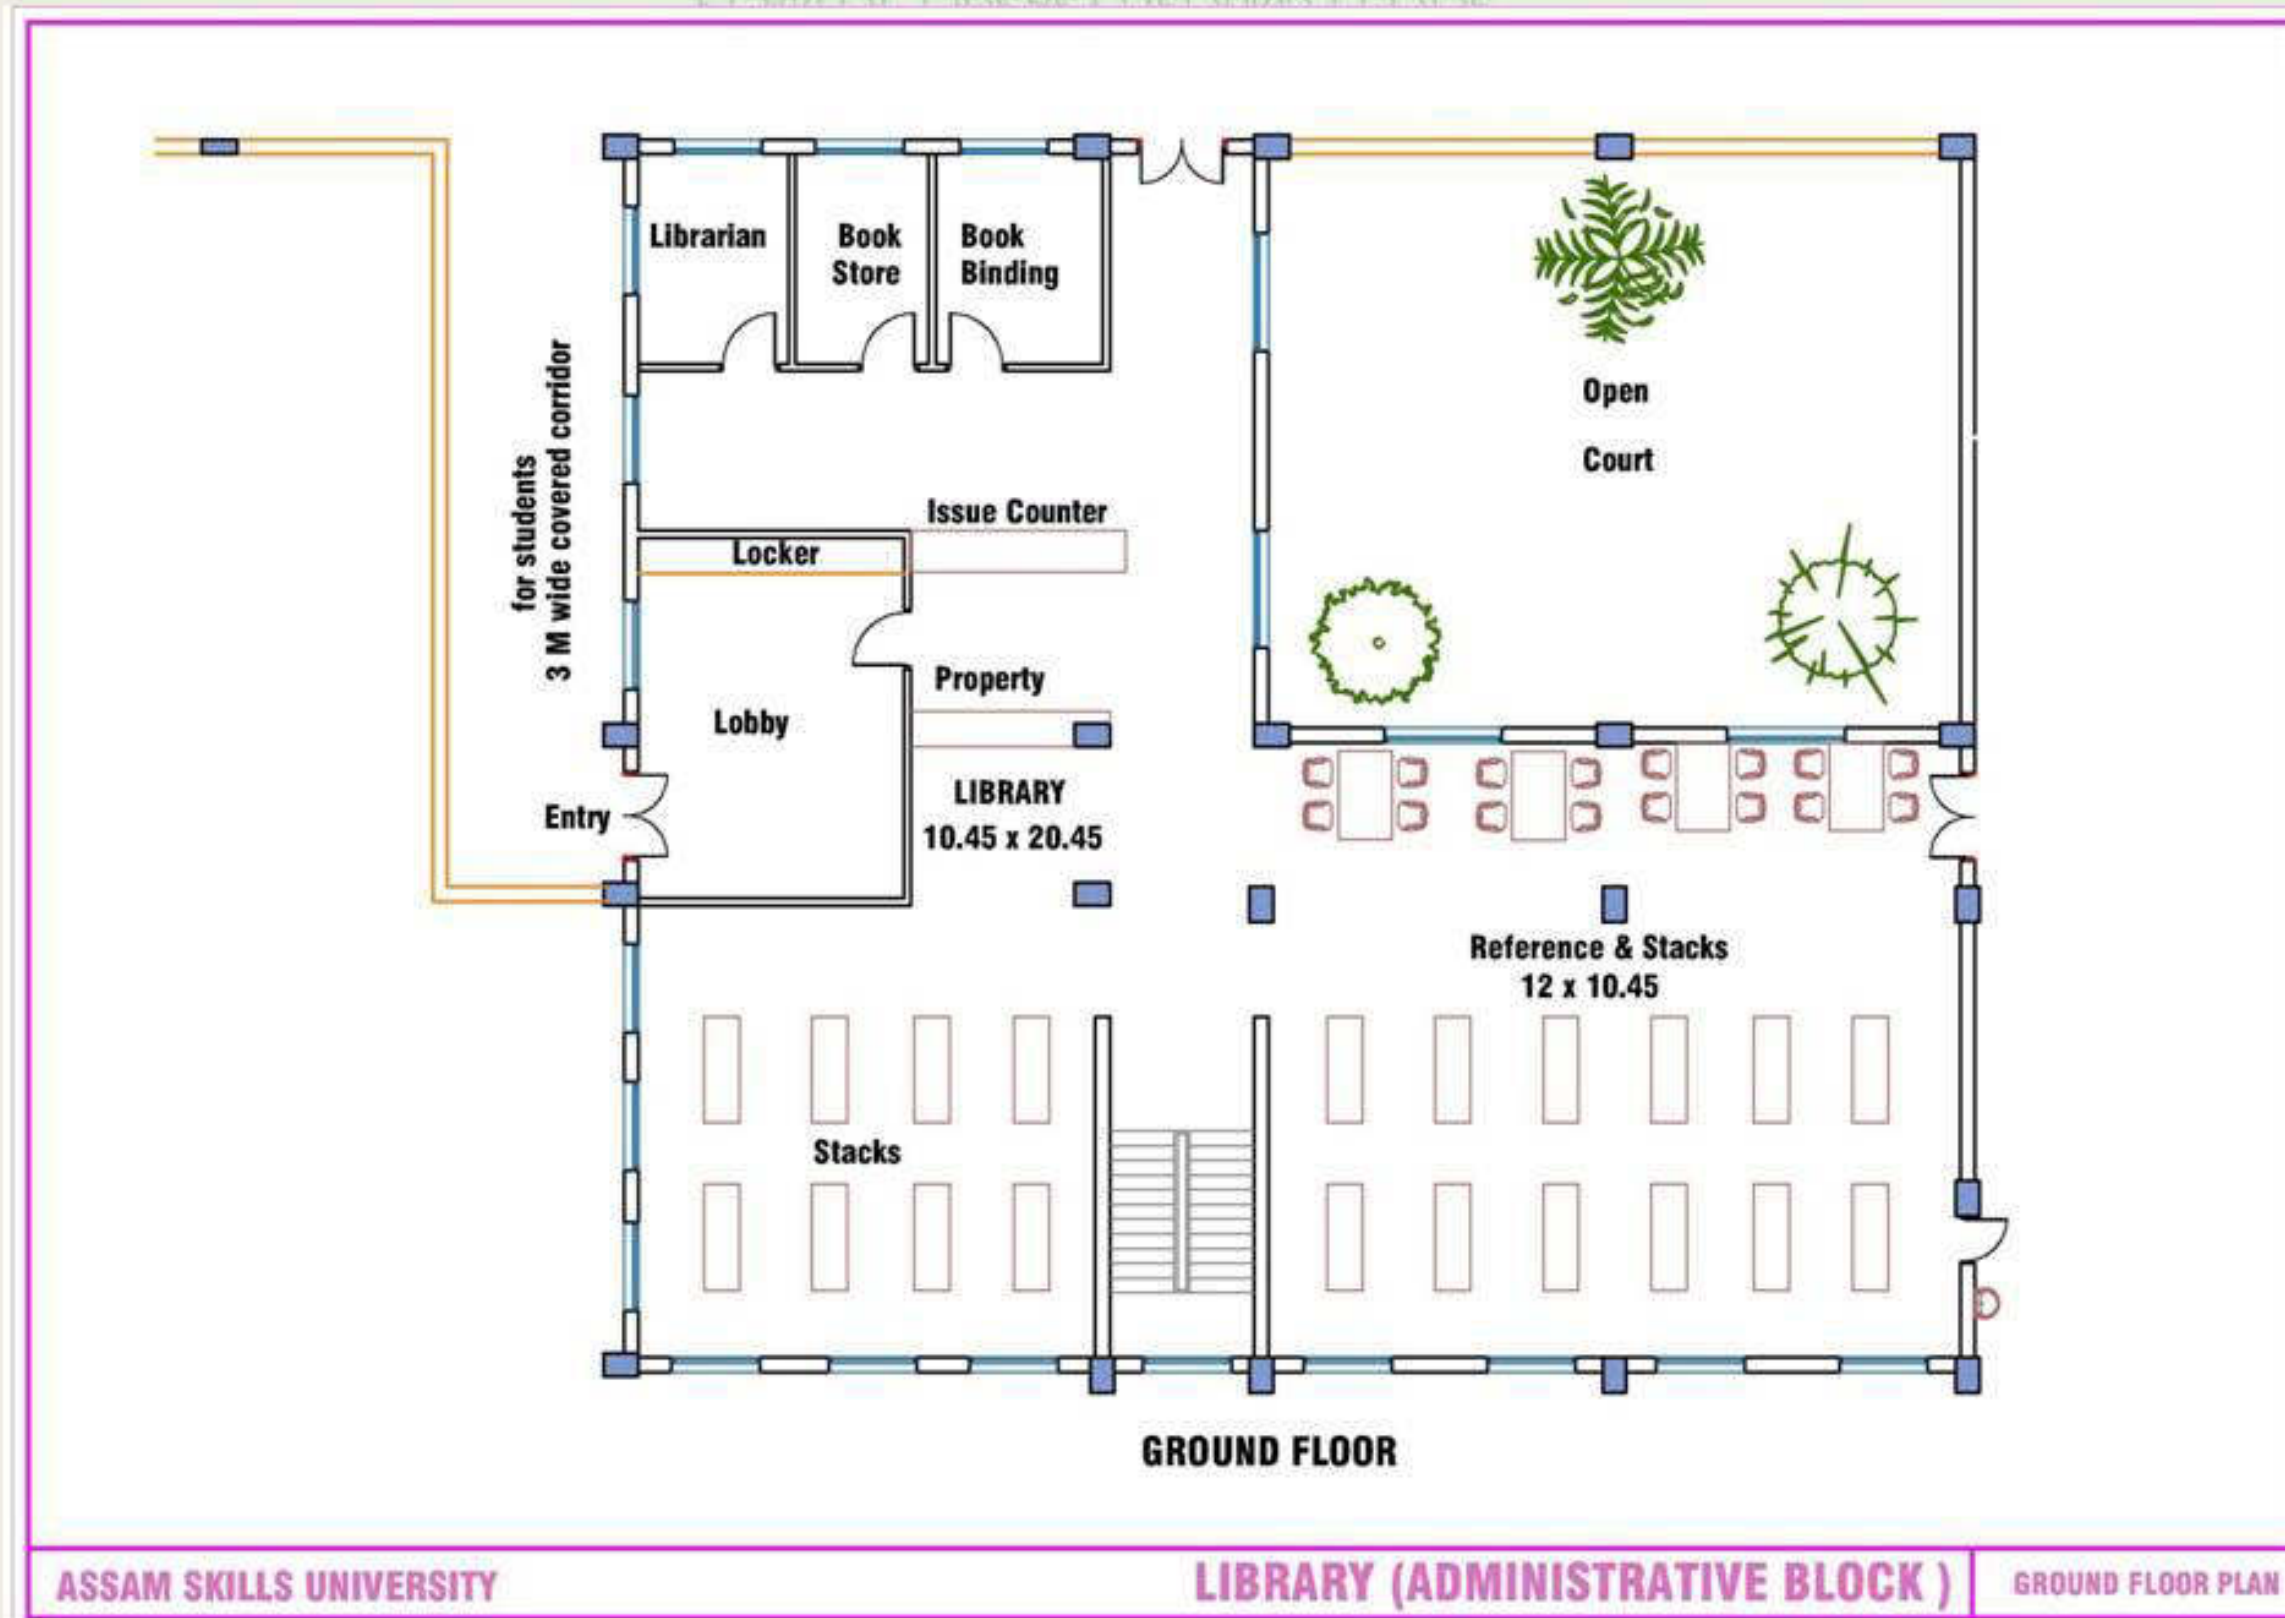 Librarian
Book
Store
Book
Binding
Open
Court
for students
3 M wide covered corridor
Issue Counter
Locker
Property
Lobby
LIBRARY
10.45 x 20.45
Entry
Reference & Stacks
12 x 10.45
Stacks
GROUND FLOOR
ASSAM SKILLS UNIVERSITY
LIBRARY (ADMINISTRATIVE BLOCK )
GROUND FLOOR PLAN